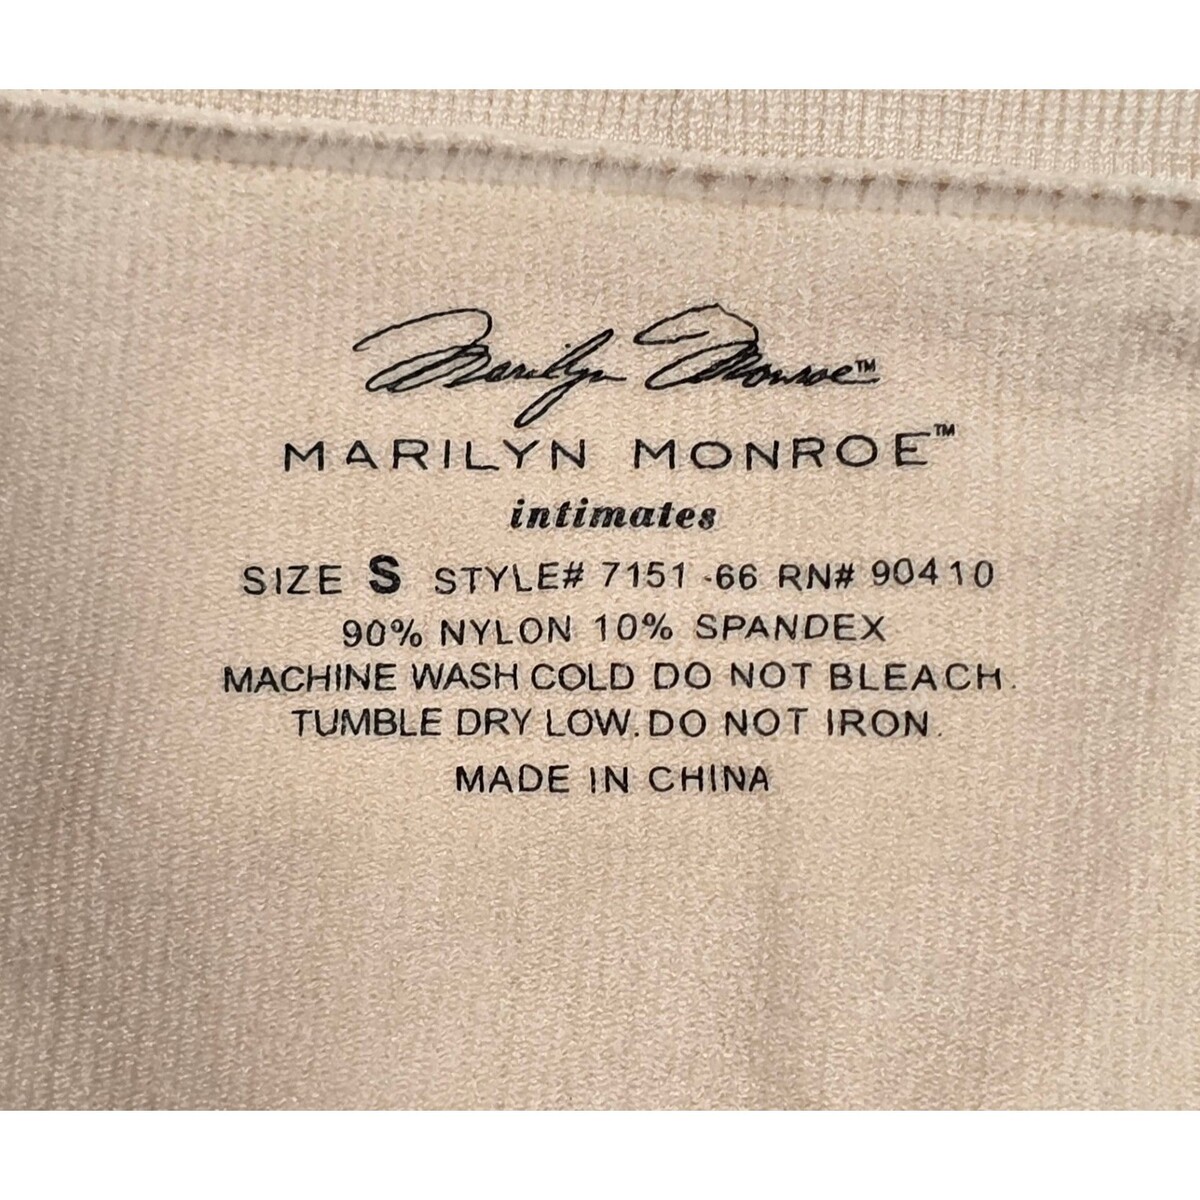 Marilyn Monroe™
MARILYN MONROE™
intimates
SIZE S STYLE# 7151-66 RN# 90410
90% NYLON 10% SPANDEX
MACHINE WASH COLD DO NOT BLEACH.
TUMBLE DRY LOW. DO NOT IRON.
MADE IN CHINA